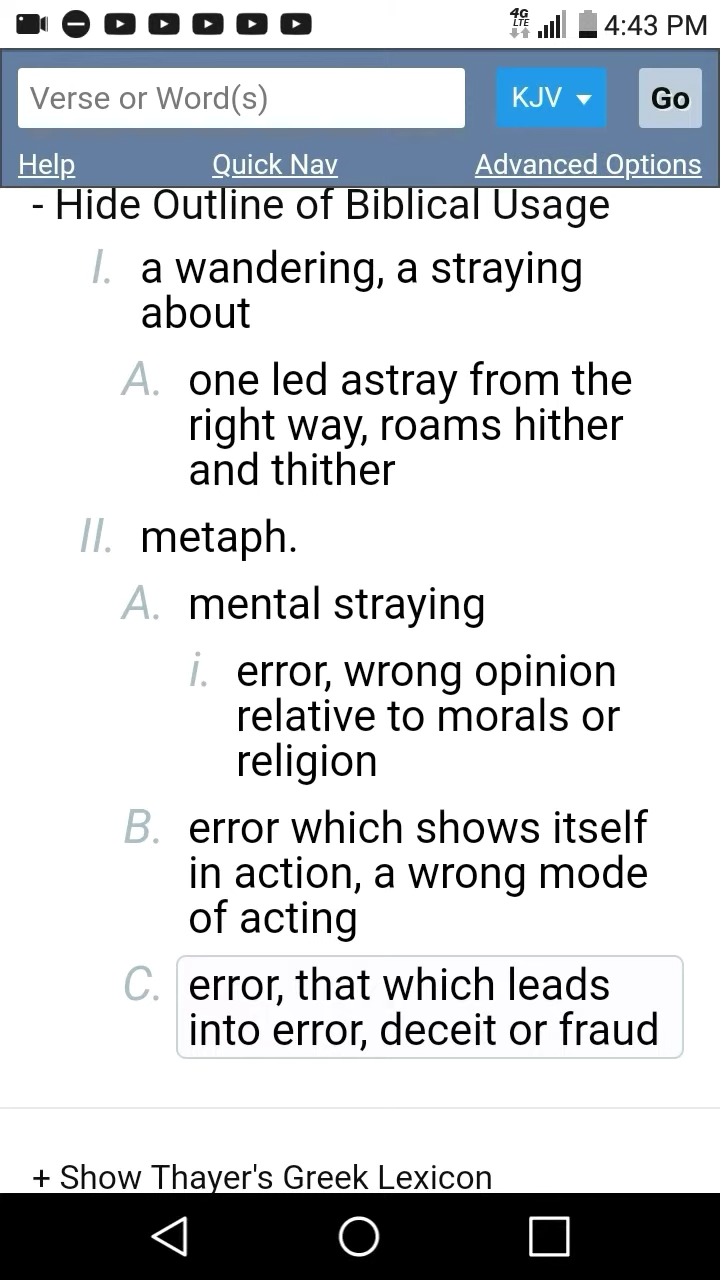 4G
LTE
4:43 PM
Verse or Word(s)
KJV
Go
Help
Quick Nav
Advanced Options
- Hide Outline of Biblical Usage
I. a wandering, a straying
about
A. one led astray from the
right way, roams hither
and thither
II. metaph.
A. mental straying
i. error, wrong opinion
relative to morals or
religion
B. error which shows itself
in action, a wrong mode
of acting
C. error, that which leads
into error, deceit or fraud
+ Show Thayer's Greek Lexicon